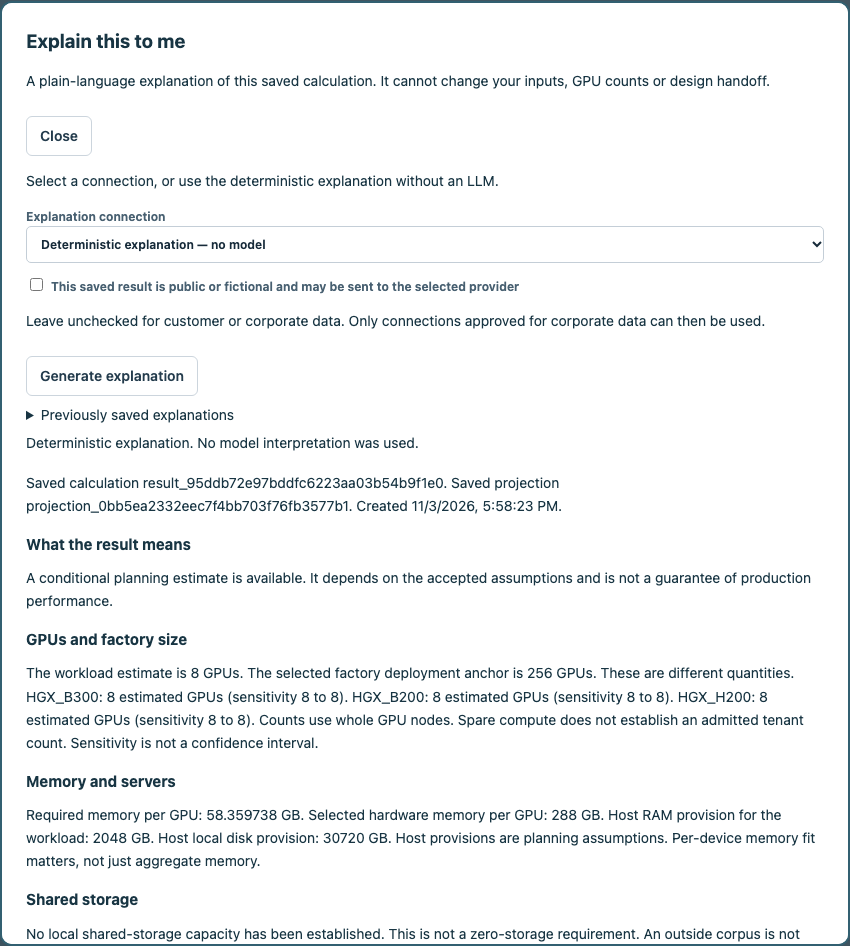 Explain this to me
A plain-language explanation of this saved calculation. It cannot change your inputs, GPU counts or design handoff.
Close
Select a connection, or use the deterministic explanation without an LLM.
Explanation connection
Deterministic explanation — no model
This saved result is public or fictional and may be sent to the selected provider
Leave unchecked for customer or corporate data. Only connections approved for corporate data can then be used.
Generate explanation
Previously saved explanations
Deterministic explanation. No model interpretation was used.
Saved calculation result_95ddb72e97bddfc6223aa03b54b9f1e0. Saved projection
projection_0bb5ea2332eec7f4bb703f76fb3577b1. Created 11/3/2026, 5:58:23 PM.
What the result means
A conditional planning estimate is available. It depends on the accepted assumptions and is not a guarantee of production
performance.
GPUs and factory size
The workload estimate is 8 GPUs. The selected factory deployment anchor is 256 GPUs. These are different quantities.
HGX_B300: 8 estimated GPUs (sensitivity 8 to 8). HGX_B200: 8 estimated GPUs (sensitivity 8 to 8). HGX_H200: 8
estimated GPUs (sensitivity 8 to 8). Counts use whole GPU nodes. Spare compute does not establish an admitted tenant
count. Sensitivity is not a confidence interval.
Memory and servers
Required memory per GPU: 58.359738 GB. Selected hardware memory per GPU: 288 GB. Host RAM provision for the
workload: 2048 GB. Host local disk provision: 30720 GB. Host provisions are planning assumptions. Per-device memory fit
matters, not just aggregate memory.
Shared storage
No local shared-storage capacity has been established. This is not a zero-storage requirement. An outside corpus is not